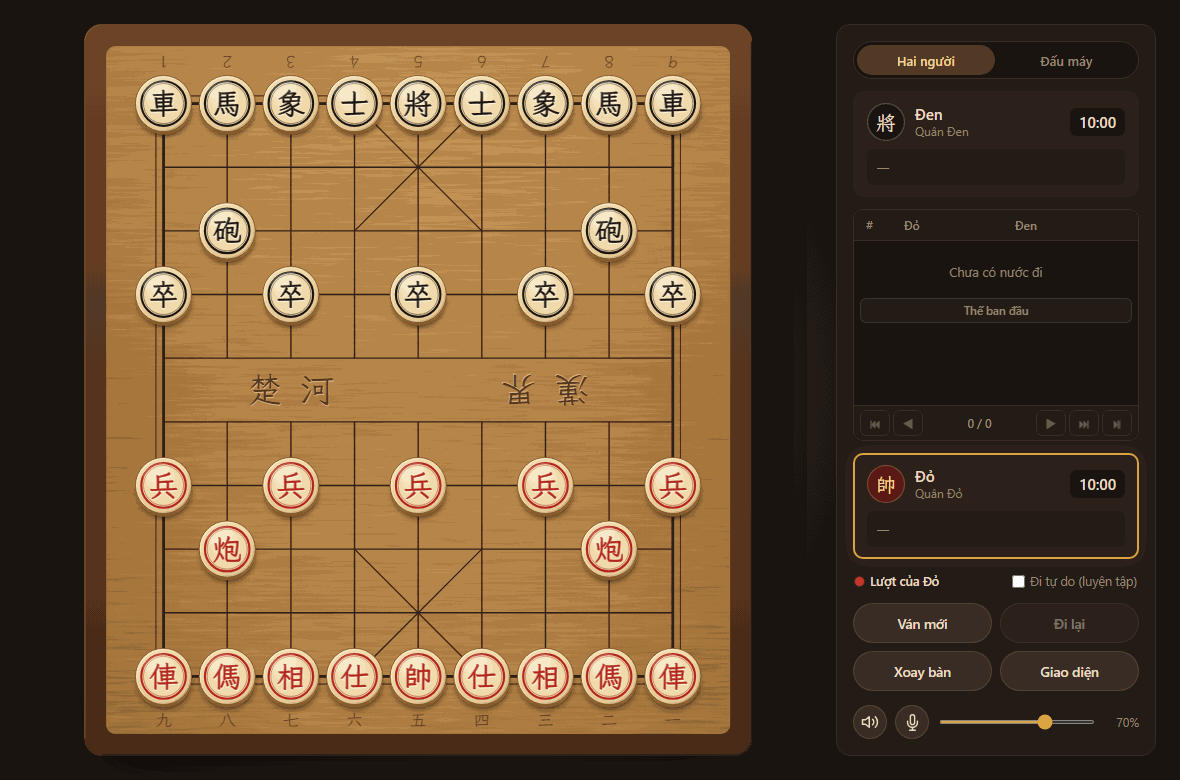 1 2 3 4 5 6 7 8 9
車 馬 象 士 將 士 象 馬 車
砲 砲
卒 卒 卒 卒 卒
楚 河 漢 界
兵 兵 兵 兵 兵
炮 炮
俥 傌 相 仕 帥 仕 相 傌 俥
九 八 七 六 五 四 三 二 一
Hai người Đấu máy
將 Đen 10:00
Quân Đen
—
# Đỏ Đen
Chưa có nước đi
Thế ban đầu
0 / 0
帥 Đỏ 10:00
Quân Đỏ
—
Lượt của Đỏ Đi tự do (luyện tập)
Ván mới Đi lại
Xoay bàn Giao diện
70%